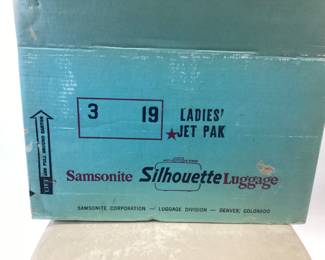 3 19 LADIES'
JET PAK
Samsonite Silhouette Luggage
SAMSONITE CORPORATION — LUGGAGE DIVISION — DENVER, COLORADO